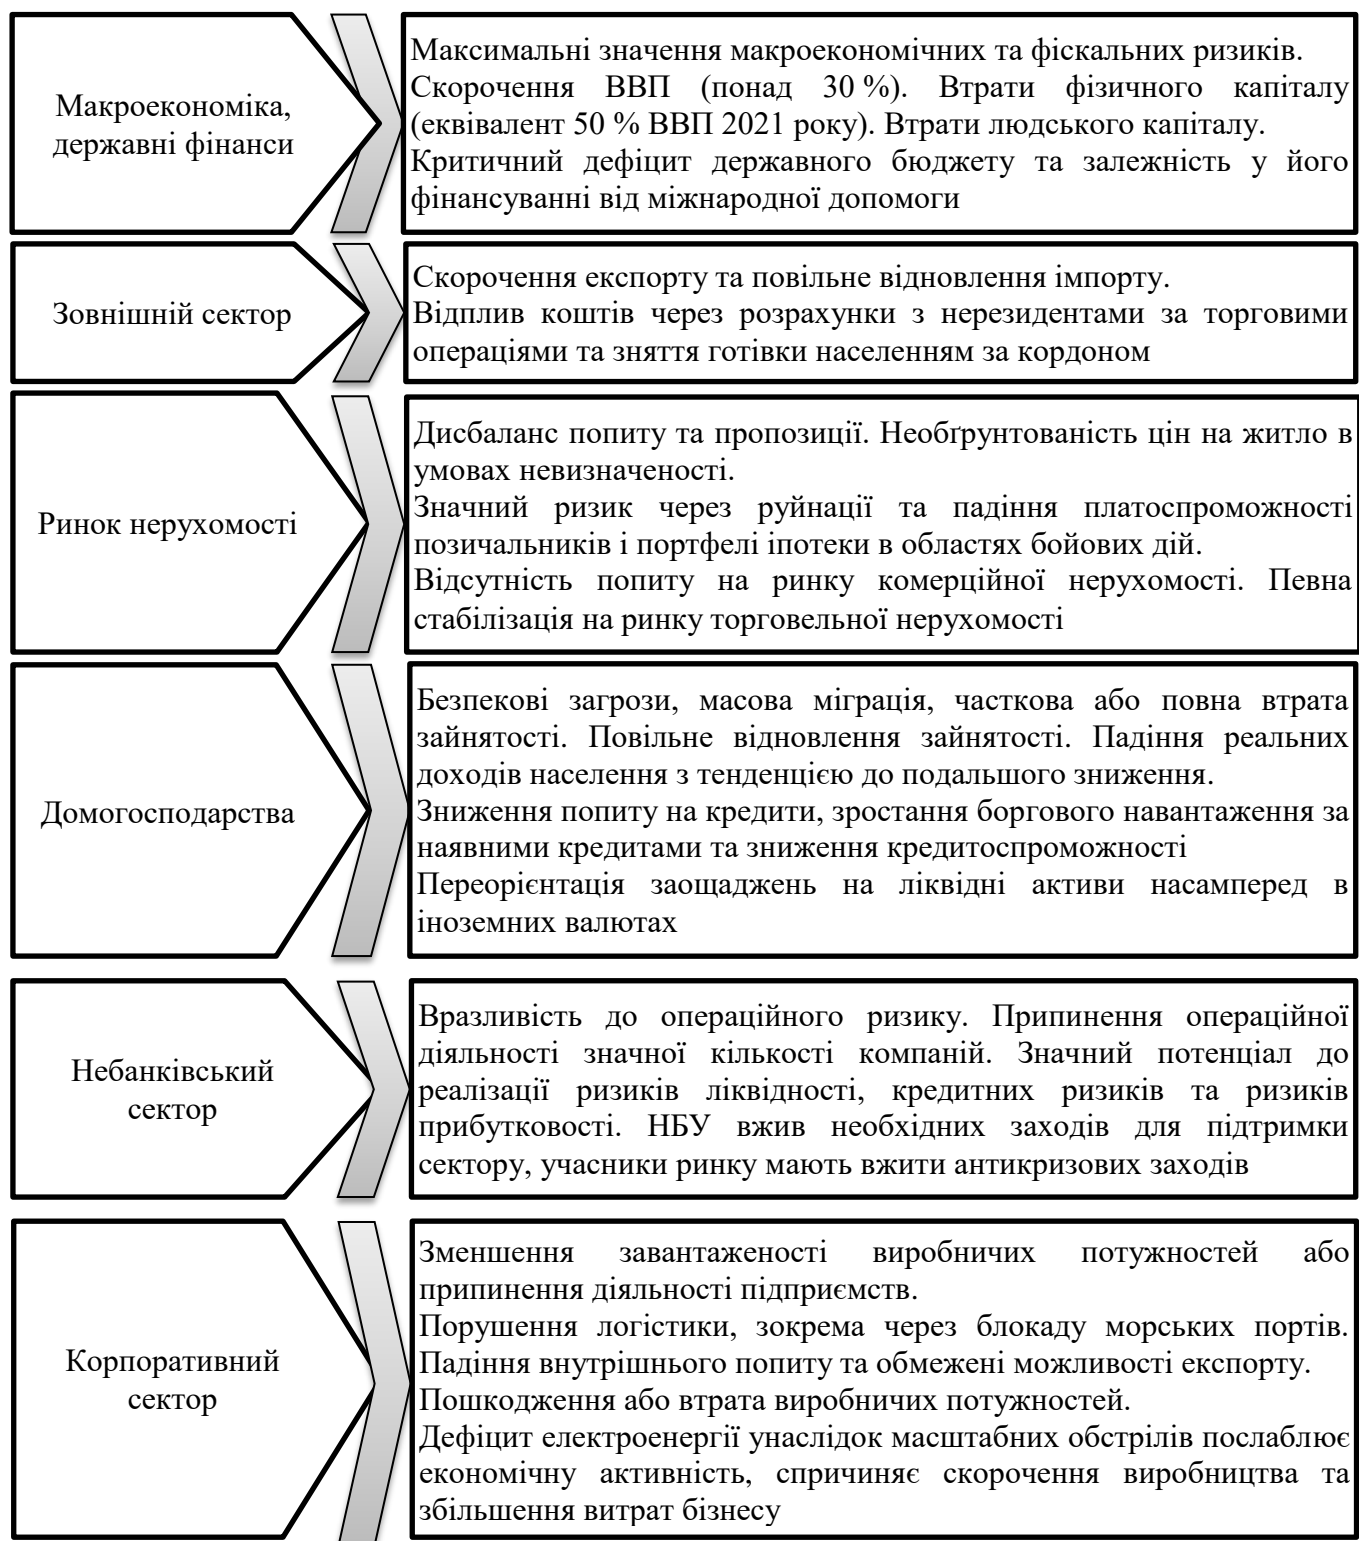 Макроекономіка,
державні фінанси
Максимальні значення макроекономічних та фіскальних ризиків.
Скорочення ВВП (понад 30 %). Втрати фізичного капіталу
(еквівалент 50 % ВВП 2021 року). Втрати людського капіталу.
Критичний дефіцит державного бюджету та залежність у його
фінансуванні від міжнародної допомоги
Зовнішній сектор
Скорочення експорту та повільне відновлення імпорту.
Відплив коштів через розрахунки з нерезидентами за торговими
операціями та зняття готівки населенням за кордоном
Ринок нерухомості
Дисбаланс попиту та пропозиції. Необґрунтованість цін на житло в
умовах невизначеності.
Значний ризик через руйнації та падіння платоспроможності
позичальників і портфелі іпотеки в областях бойових дій.
Відсутність попиту на ринку комерційної нерухомості. Певна
стабілізація на ринку торговельної нерухомості
Домогосподарства
Безпекові загрози, масова міграція, часткова або повна втрата
зайнятості. Повільне відновлення зайнятості. Падіння реальних
доходів населення з тенденцією до подальшого зниження.
Зниження попиту на кредити, зростання боргового навантаження за
наявними кредитами та зниження кредитоспроможності
Переорієнтація заощаджень на ліквідні активи насамперед в
іноземних валютах
Небанківський
сектор
Вразливість до операційного ризику. Припинення операційної
діяльності значної кількості компаній. Значний потенціал до
реалізації ризиків ліквідності, кредитних ризиків та ризиків
прибутковості. НБУ вжив необхідних заходів для підтримки
сектору, учасники ринку мають вжити антикризових заходів
Корпоративний
сектор
Зменшення завантаженості виробничих потужностей або
припинення діяльності підприємств.
Порушення логістики, зокрема через блокаду морських портів.
Падіння внутрішнього попиту та обмежені можливості експорту.
Пошкодження або втрата виробничих потужностей.
Дефіцит електроенергії унаслідок масштабних обстрілів послаблює
економічну активність, спричиняє скорочення виробництва та
збільшення витрат бізнесу